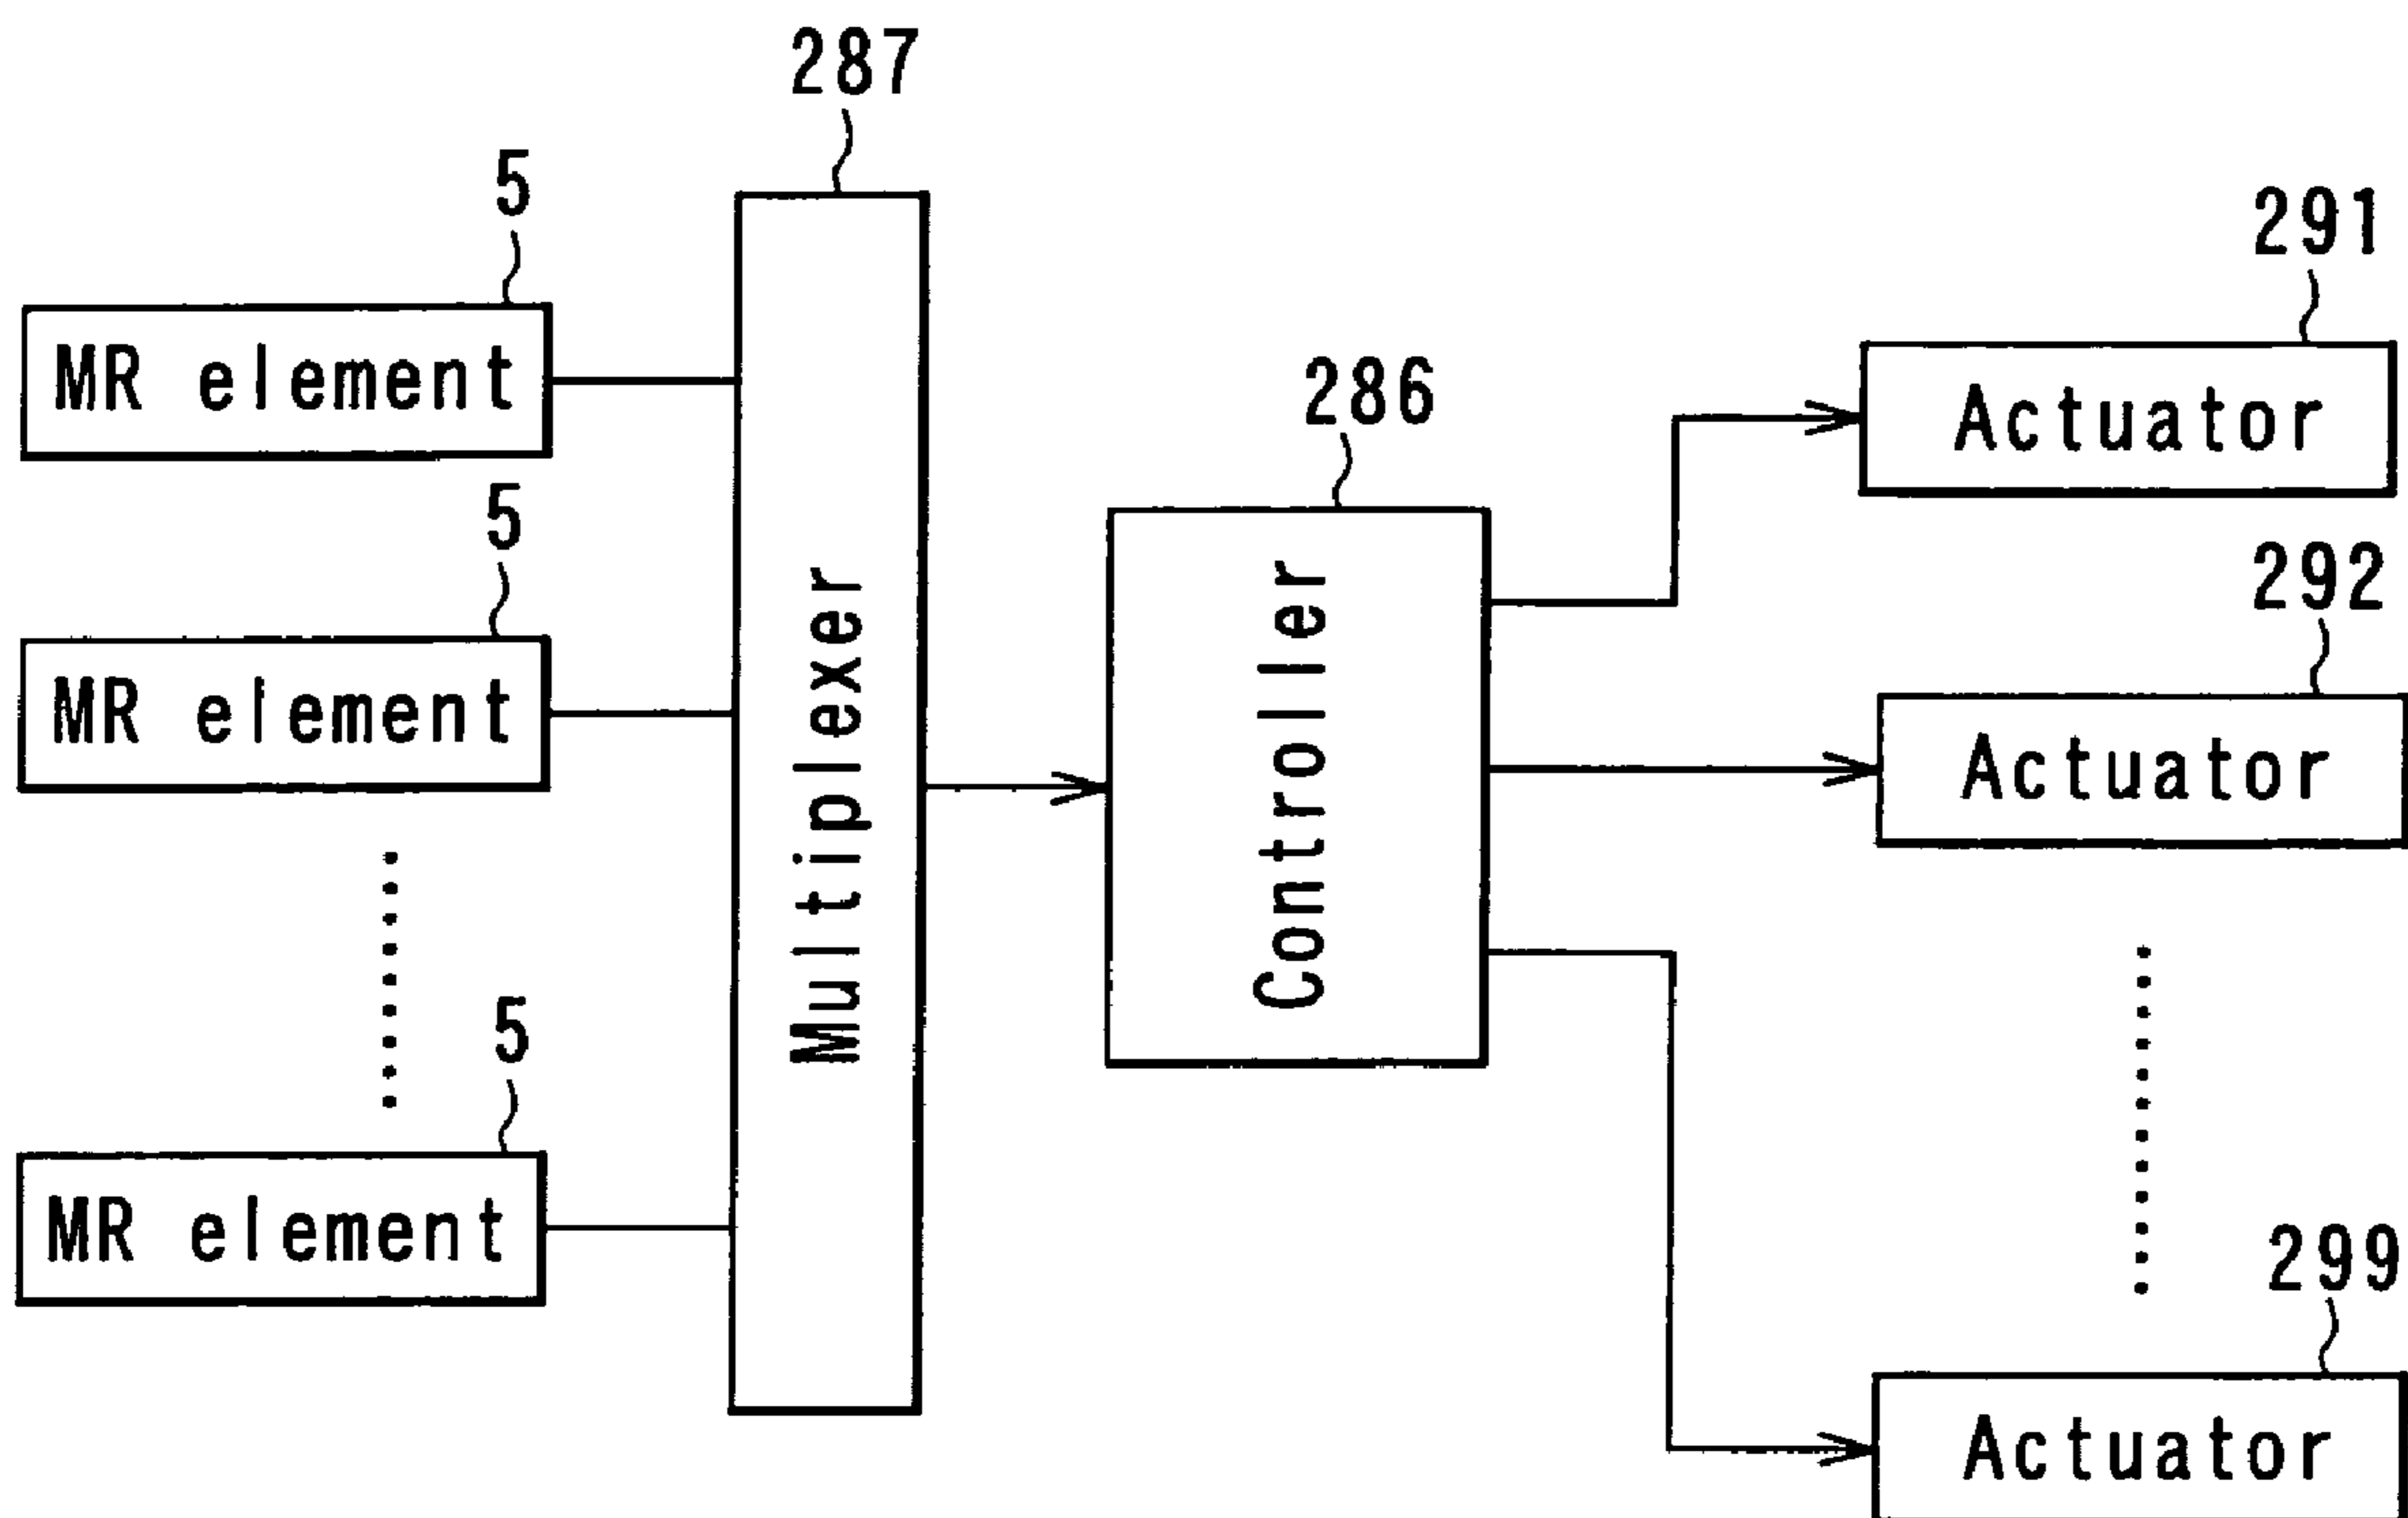 287
5
MR element
5
MR element
5
MR element
Multiplexer
286
Controller
291
Actuator
292
Actuator
299
Actuator